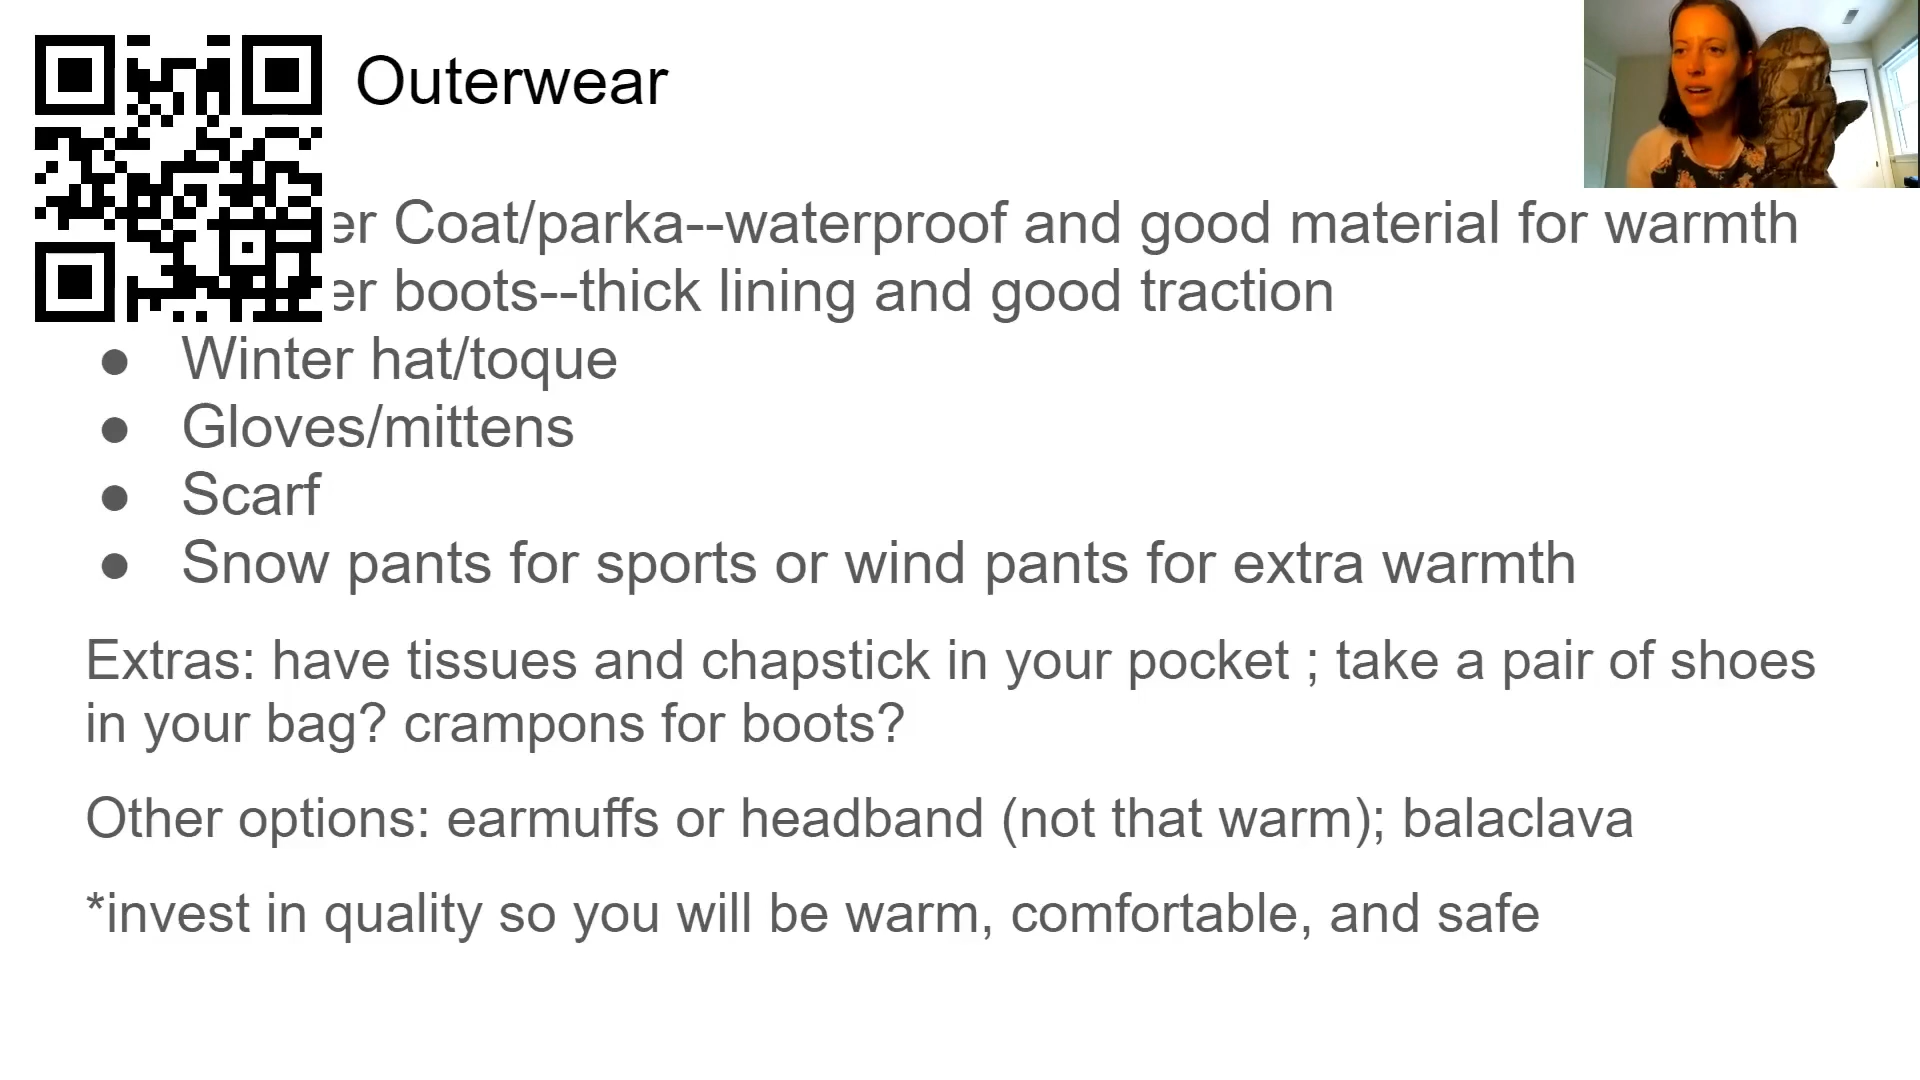 Outerwear
er Coat/parka--waterproof and good material for warmth
er boots--thick lining and good traction
● Winter hat/toque
● Gloves/mittens
● Scarf
● Snow pants for sports or wind pants for extra warmth
Extras: have tissues and chapstick in your pocket ; take a pair of shoes
in your bag? crampons for boots?
Other options: earmuffs or headband (not that warm); balaclava
*invest in quality so you will be warm, comfortable, and safe